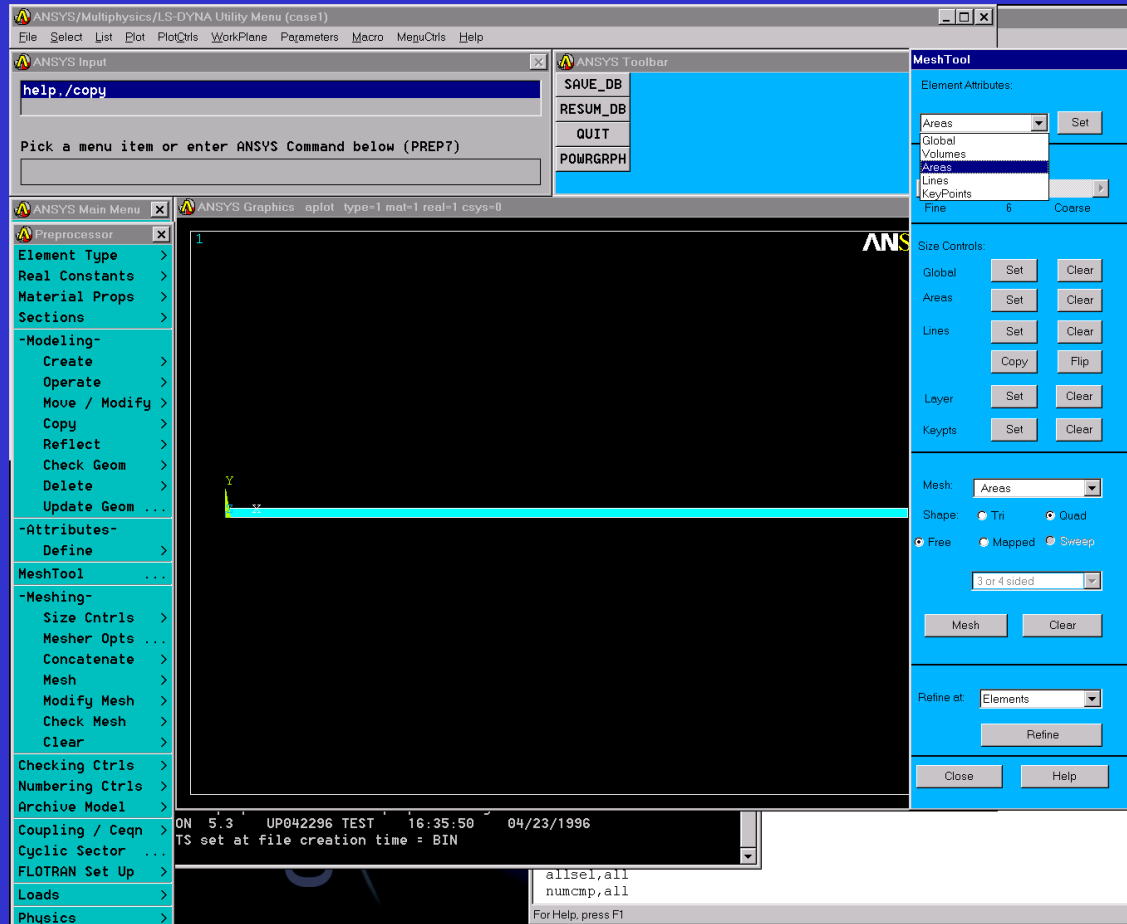 ANSYS/Multiphysics/LS-DYNA Utility Menu (case1)
File Select List Plot PlotCtrls WorkPlane Parameters Macro MenuCtrls Help
ANSYS Input
help,/copy
Pick a menu item or enter ANSYS Command below (PREP7)
ANSYS Toolbar
SAVE_DB
RESUM_DB
QUIT
POWRGRPH
MeshTool
Element Attributes:
Areas Set
Global
Volumes
Areas
Lines
KeyPoints
Fine 6 Coarse
Size Controls:
Global Set Clear
Areas Set Clear
Lines Set Clear
Copy Flip
Layer Set Clear
Keypts Set Clear
Mesh: Areas
Shape: Tri Quad
Free Mapped Sweep
3 or 4 sided
Mesh Clear
Refine at: Elements
Refine
Close Help
ANSYS Main Menu
Preprocessor
Element Type >
Real Constants >
Material Props >
Sections >
-Modeling-
Create >
Operate >
Move / Modify >
Copy >
Reflect >
Check Geom >
Delete >
Update Geom ...
-Attributes-
Define >
MeshTool ...
-Meshing-
Size Cntrls >
Mesher Opts ...
Concatenate >
Mesh >
Modify Mesh >
Check Mesh >
Clear >
Checking Ctrls >
Numbering Ctrls >
Archive Model >
Coupling / Ceqn >
Cyclic Sector ...
FLOTRAN Set Up >
Loads >
Physics >
ANSYS Graphics aplot type=1 mat=1 real=1 csys=0
1
ANS
Y
X
ON 5.3 UP042296 TEST 16:35:50 04/23/1996
TS set at file creation time = BIN
allsel,all
numcmp,all
For Help, press F1